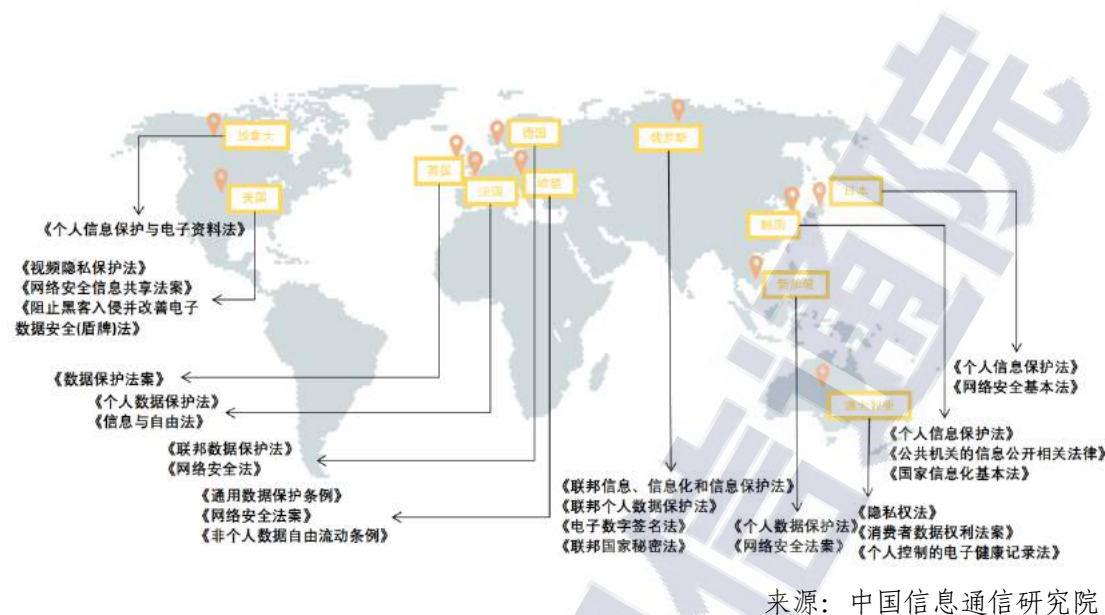 加拿大
美国
英国
法国
德国
欧盟
俄罗斯
日本
韩国
新加坡
澳大利亚
《个人信息保护与电子资料法》
《视频隐私保护法》
《网络安全信息共享法案》
《阻止黑客入侵并改善电子
数据安全(盾牌)法》
《数据保护法案》
《个人数据保护法》
《信息与自由法》
《联邦数据保护法》
《网络安全法》
《通用数据保护条例》
《网络安全法案》
《非个人数据自由流动条例》
《联邦信息、信息化和信息保护法》
《联邦个人数据保护法》
《电子数字签名法》
《联邦国家秘密法》
《个人数据保护法》
《网络安全法案》
《个人信息保护法》
《网络安全基本法》
《个人信息保护法》
《公共机关的信息公开相关法律》
《国家信息化基本法》
《隐私权法》
《消费者数据权利法案》
《个人控制的电子健康记录法》
来源：中国信息通信研究院
信通院